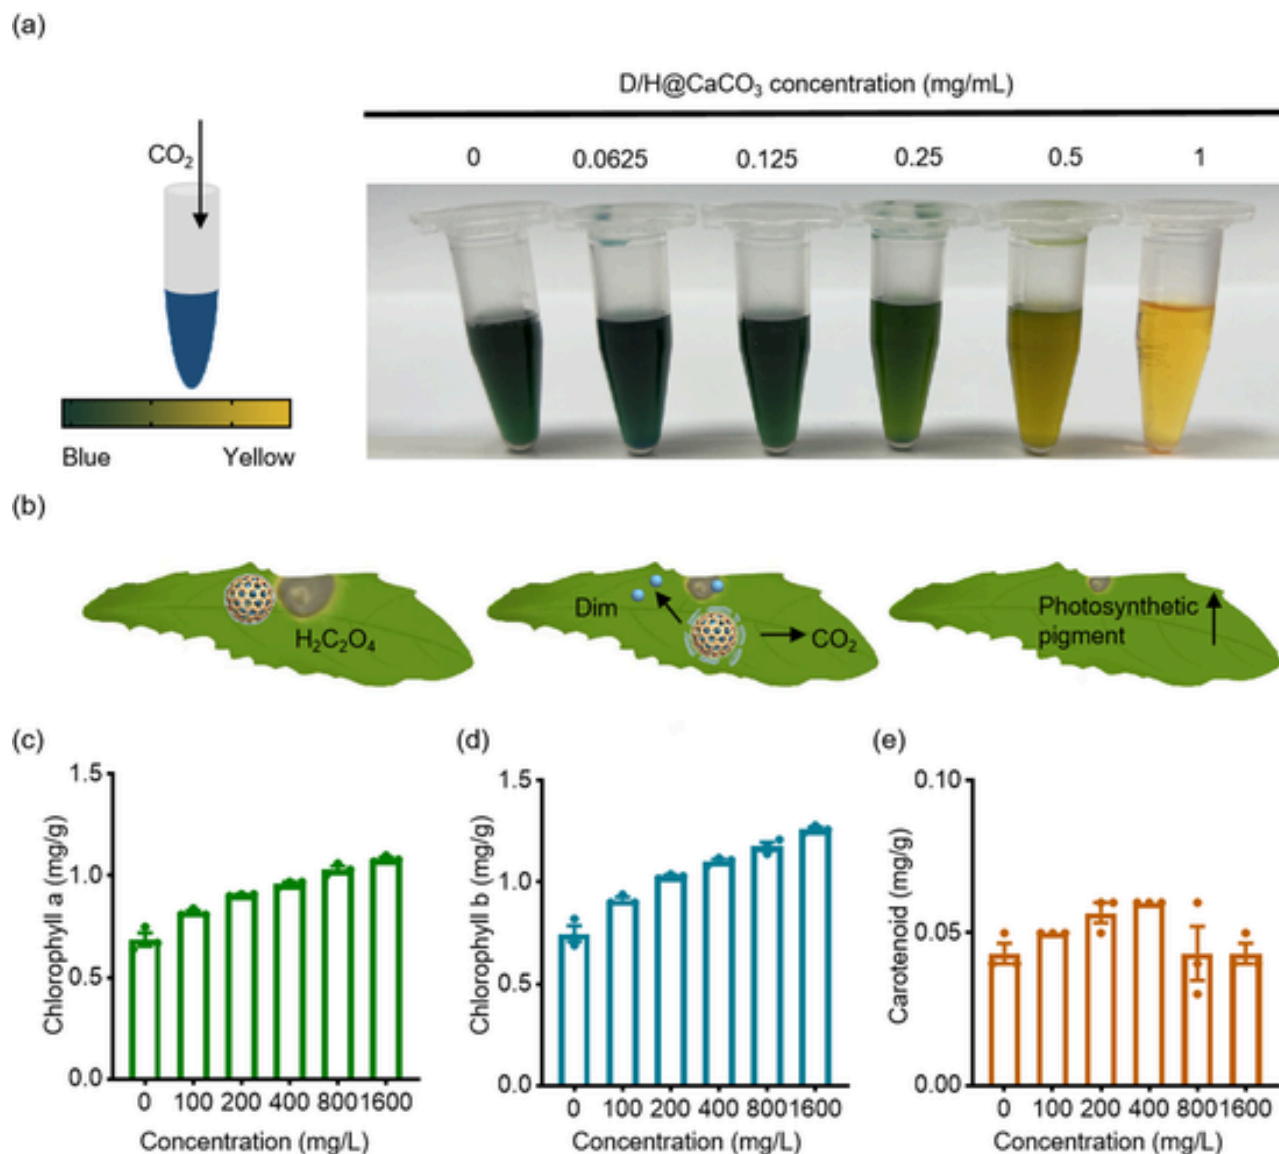 (a)
D/H@CaCO₃ concentration (mg/mL)
CO₂
0 0.0625 0.125 0.25 0.5 1
Blue Yellow
(b)
H₂C₂O₄
Dim
CO₂
Photosynthetic
pigment
(c)
Chlorophyll a (mg/g)
1.5
1.0
0.5
0.0
0 100 200 400 800 1600
Concentration (mg/L)
(d)
Chlorophyll b (mg/g)
1.5
1.0
0.5
0.0
0 100 200 400 800 1600
Concentration (mg/L)
(e)
Carotenoid (mg/g)
0.10
0.05
0.00
0 100 200 400 800 1600
Concentration (mg/L)